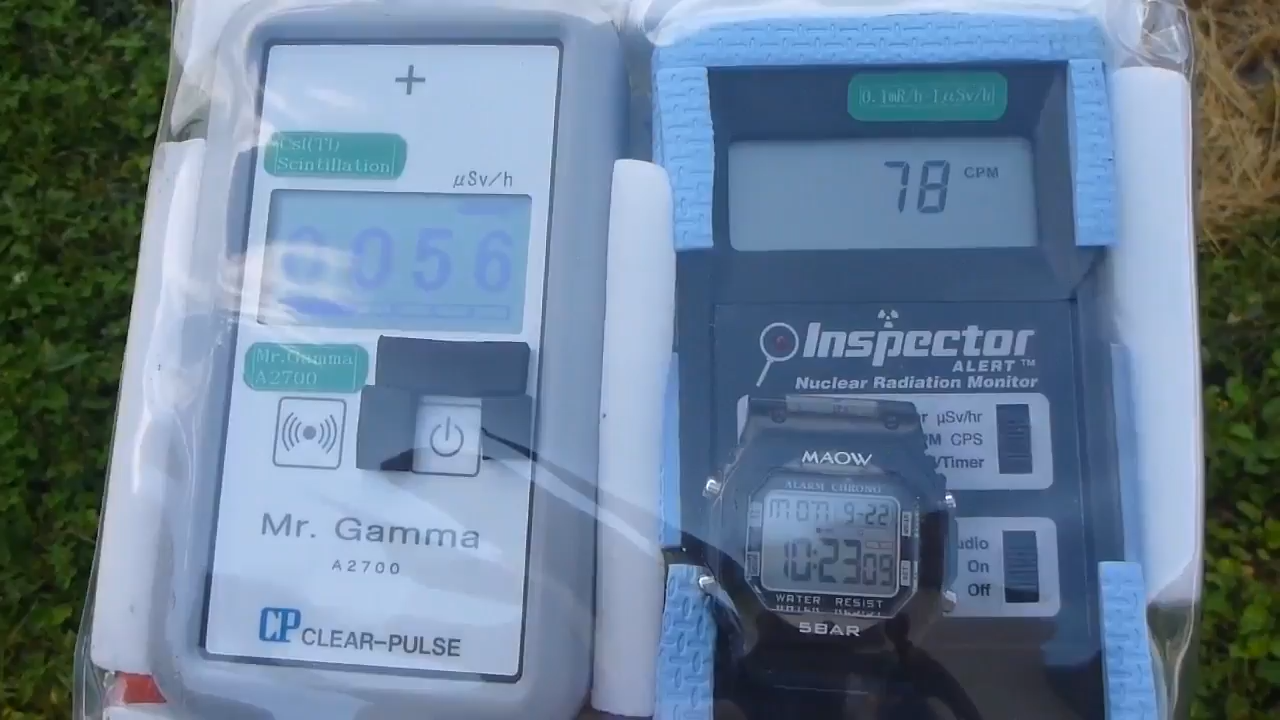 +
CsI(Tl)
Scintillation
μSv/h
0.056
Mr.Gamma
A2700
Mr. Gamma
A2700
CP CLEAR-PULSE
0.1mR/h=1μSv/h
78 CPM
Inspector
ALERT™
Nuclear Radiation Monitor
μSv/hr
CPS
/Timer
On
Off
MAOW
ALARM CHRONO
9-22
10:23 09
WATER RESIST
5BAR